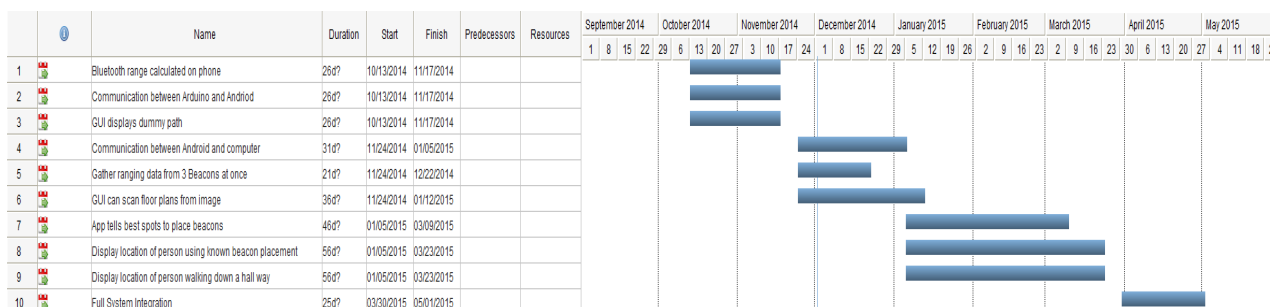 Name Duration Start Finish Predecessors Resources September 2014 October 2014 November 2014 December 2014 January 2015 February 2015 March 2015 April 2015 May 2015
1 8 15 22 29 6 13 20 27 3 10 17 24 1 8 15 22 29 5 12 19 26 2 9 16 23 2 9 16 23 30 6 13 20 27 4 11 18
1 Bluetooth range calculated on phone 26d? 10/13/2014 11/17/2014
2 Communication between Arduino and Andriod 26d? 10/13/2014 11/17/2014
3 GUI displays dummy path 26d? 10/13/2014 11/17/2014
4 Communication between Android and computer 31d? 11/24/2014 01/05/2015
5 Gather ranging data from 3 Beacons at once 21d? 11/24/2014 12/22/2014
6 GUI can scan floor plans from image 36d? 11/24/2014 01/12/2015
7 App tells best spots to place beacons 46d? 01/05/2015 03/09/2015
8 Display location of person using known beacon placement 56d? 01/05/2015 03/23/2015
9 Display location of person walking down a hall way 56d? 01/05/2015 03/23/2015
10 Full System Integration 25d? 03/30/2015 05/01/2015